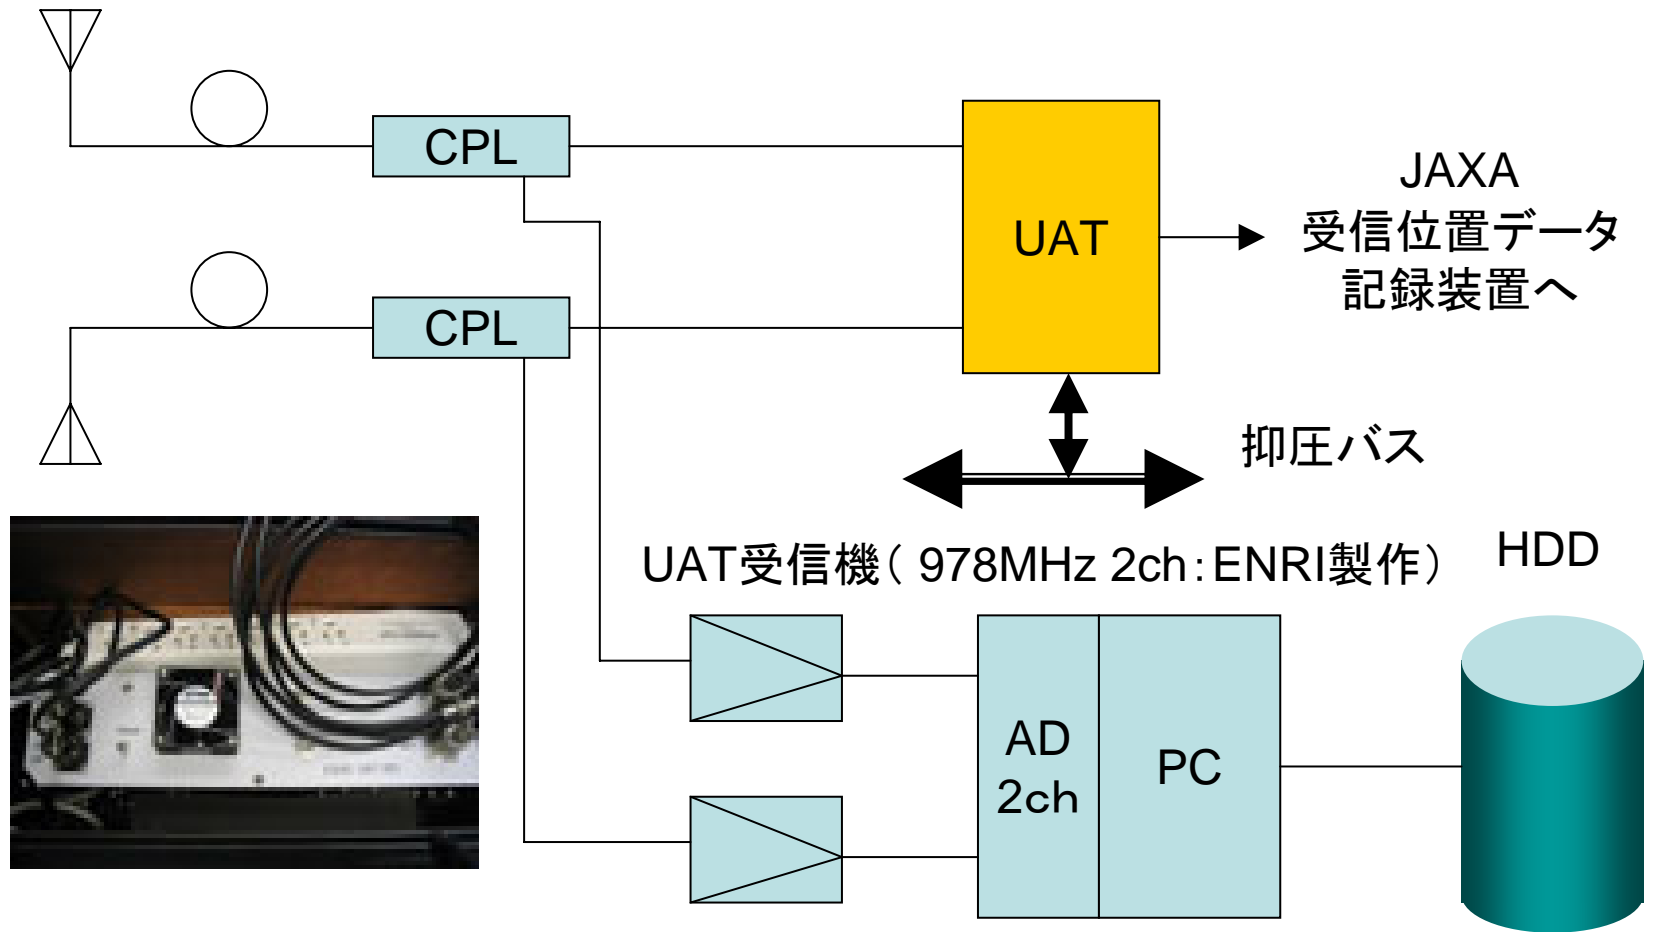 CPL
CPL
UAT
JAXA
受信位置データ
記録装置へ
抑圧バス
UAT受信機( 978MHz 2ch:ENRI製作)
HDD
AD
2ch
PC